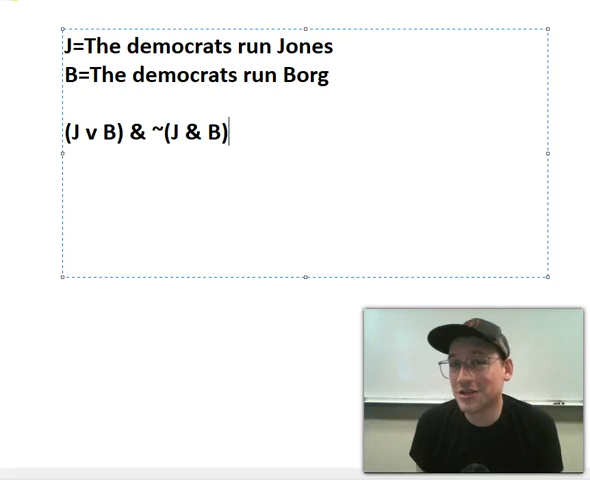 J=The democrats run Jones
B=The democrats run Borg
(J v B) & ~(J & B)